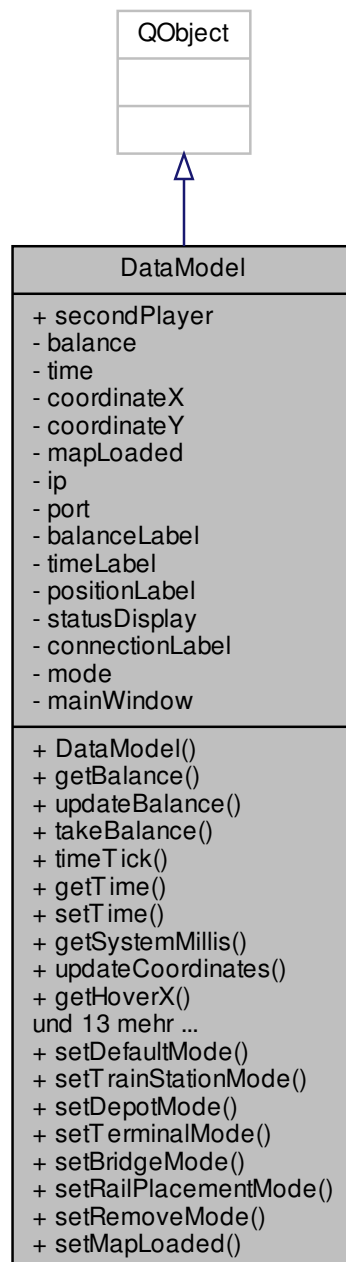 QObject
DataModel
+ secondPlayer
- balance
- time
- coordinateX
- coordinateY
- mapLoaded
- ip
- port
- balanceLabel
- timeLabel
- positionLabel
- statusDisplay
- connectionLabel
- mode
- mainWindow
+ DataModel()
+ getBalance()
+ updateBalance()
+ takeBalance()
+ timeTick()
+ getTime()
+ setTime()
+ getSystemMillis()
+ updateCoordinates()
+ getHoverX()
und 13 mehr ...
+ setDefaultMode()
+ setTrainStationMode()
+ setDepotMode()
+ setTerminalMode()
+ setBridgeMode()
+ setRailPlacementMode()
+ setRemoveMode()
+ setMapLoaded()